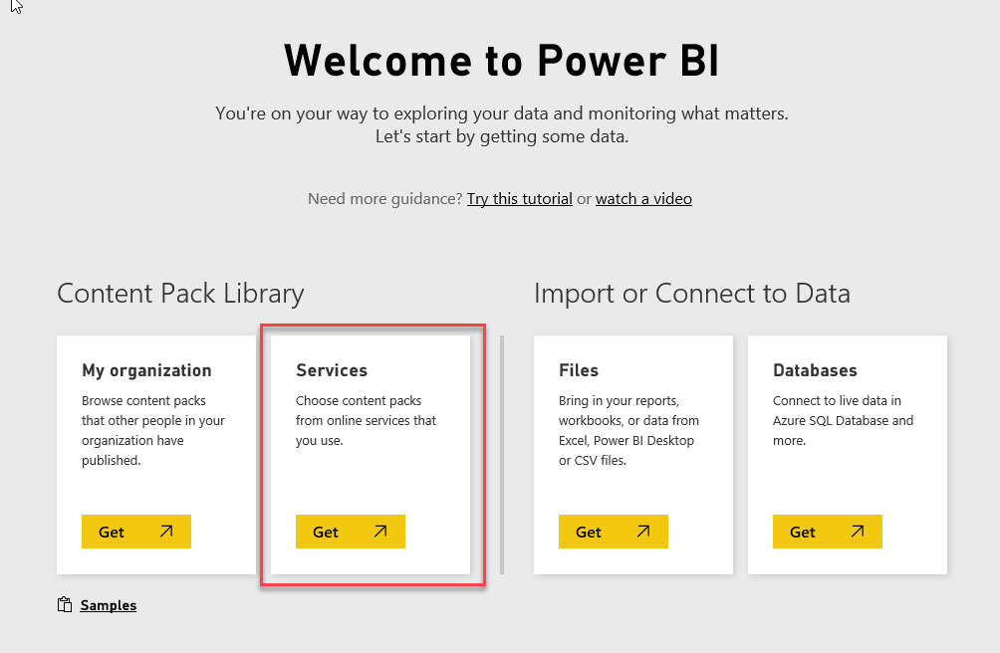 Welcome to Power BI
You're on your way to exploring your data and monitoring what matters.
Let's start by getting some data.
Need more guidance? Try this tutorial or watch a video
Content Pack Library
My organization
Browse content packs
that other people in your
organization have
published.
Get
Services
Choose content packs
from online services that
you use.
Get
Samples
Import or Connect to Data
Files
Bring in your reports,
workbooks, or data from
Excel, Power BI Desktop
or CSV files.
Get
Databases
Connect to live data in
Azure SQL Database and
more.
Get